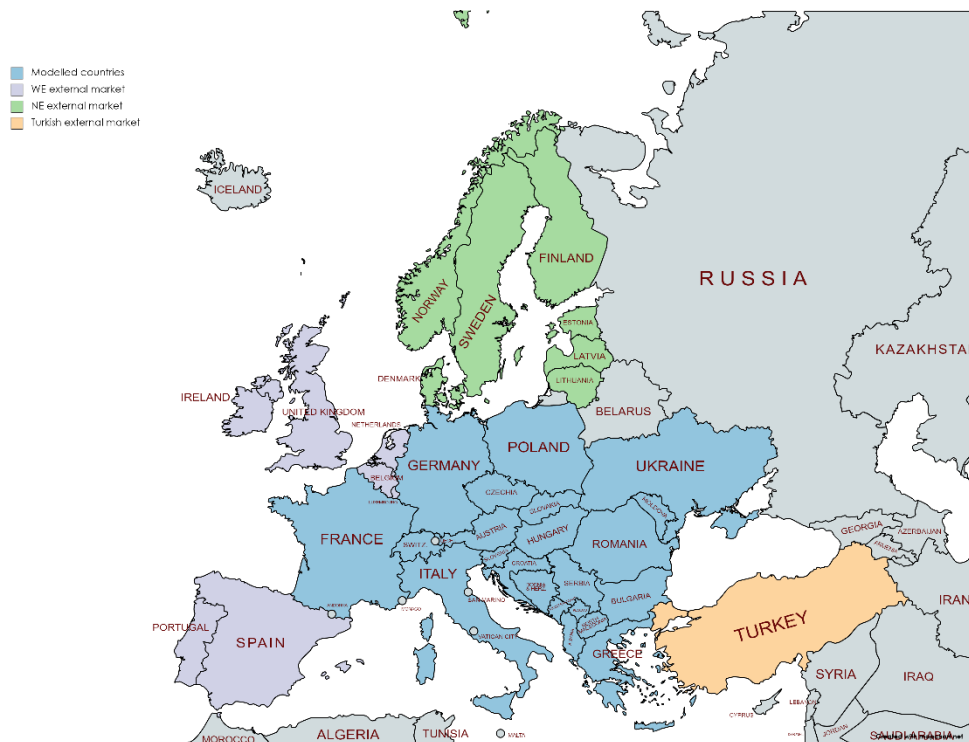 Modelled countries
WE external market
NE external market
Turkish external market
ICELAND
RUSSIA
FINLAND
NORWAY
SWEDEN
ESTONIA
LATVIA
LITHUANIA
KAZAKHSTAN
DENMARK
IRELAND
UNITED KINGDOM
NETHERLANDS
BELARUS
BELGIUM
GERMANY
POLAND
UKRAINE
CZECHIA
SLOVAKIA
MOLDOVA
FRANCE
SWITZ.
AUSTRIA
HUNGARY
ROMANIA
GEORGIA
AZERBAIJAN
ITALY
CROATIA
SERBIA
BULGARIA
SAN MARINO
VATICAN CITY
PORTUGAL
SPAIN
GREECE
TURKEY
IRAN
SYRIA
IRAQ
CYPRUS
LEBANON
JORDAN
SAUDI ARABIA
MOROCCO
ALGERIA
TUNISIA
MALTA